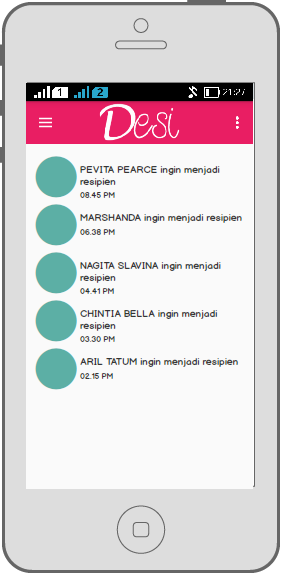 1 2 21:27
Desi
PEVITA PEARCE ingin menjadi
resipien
08.45 PM
MARSHANDA ingin menjadi resipien
06.38 PM
NAGITA SLAVINA ingin menjadi
resipien
04.41 PM
CHINTIA BELLA ingin menjadi
resipien
03.30 PM
ARIL TATUM ingin menjadi resipien
02.15 PM